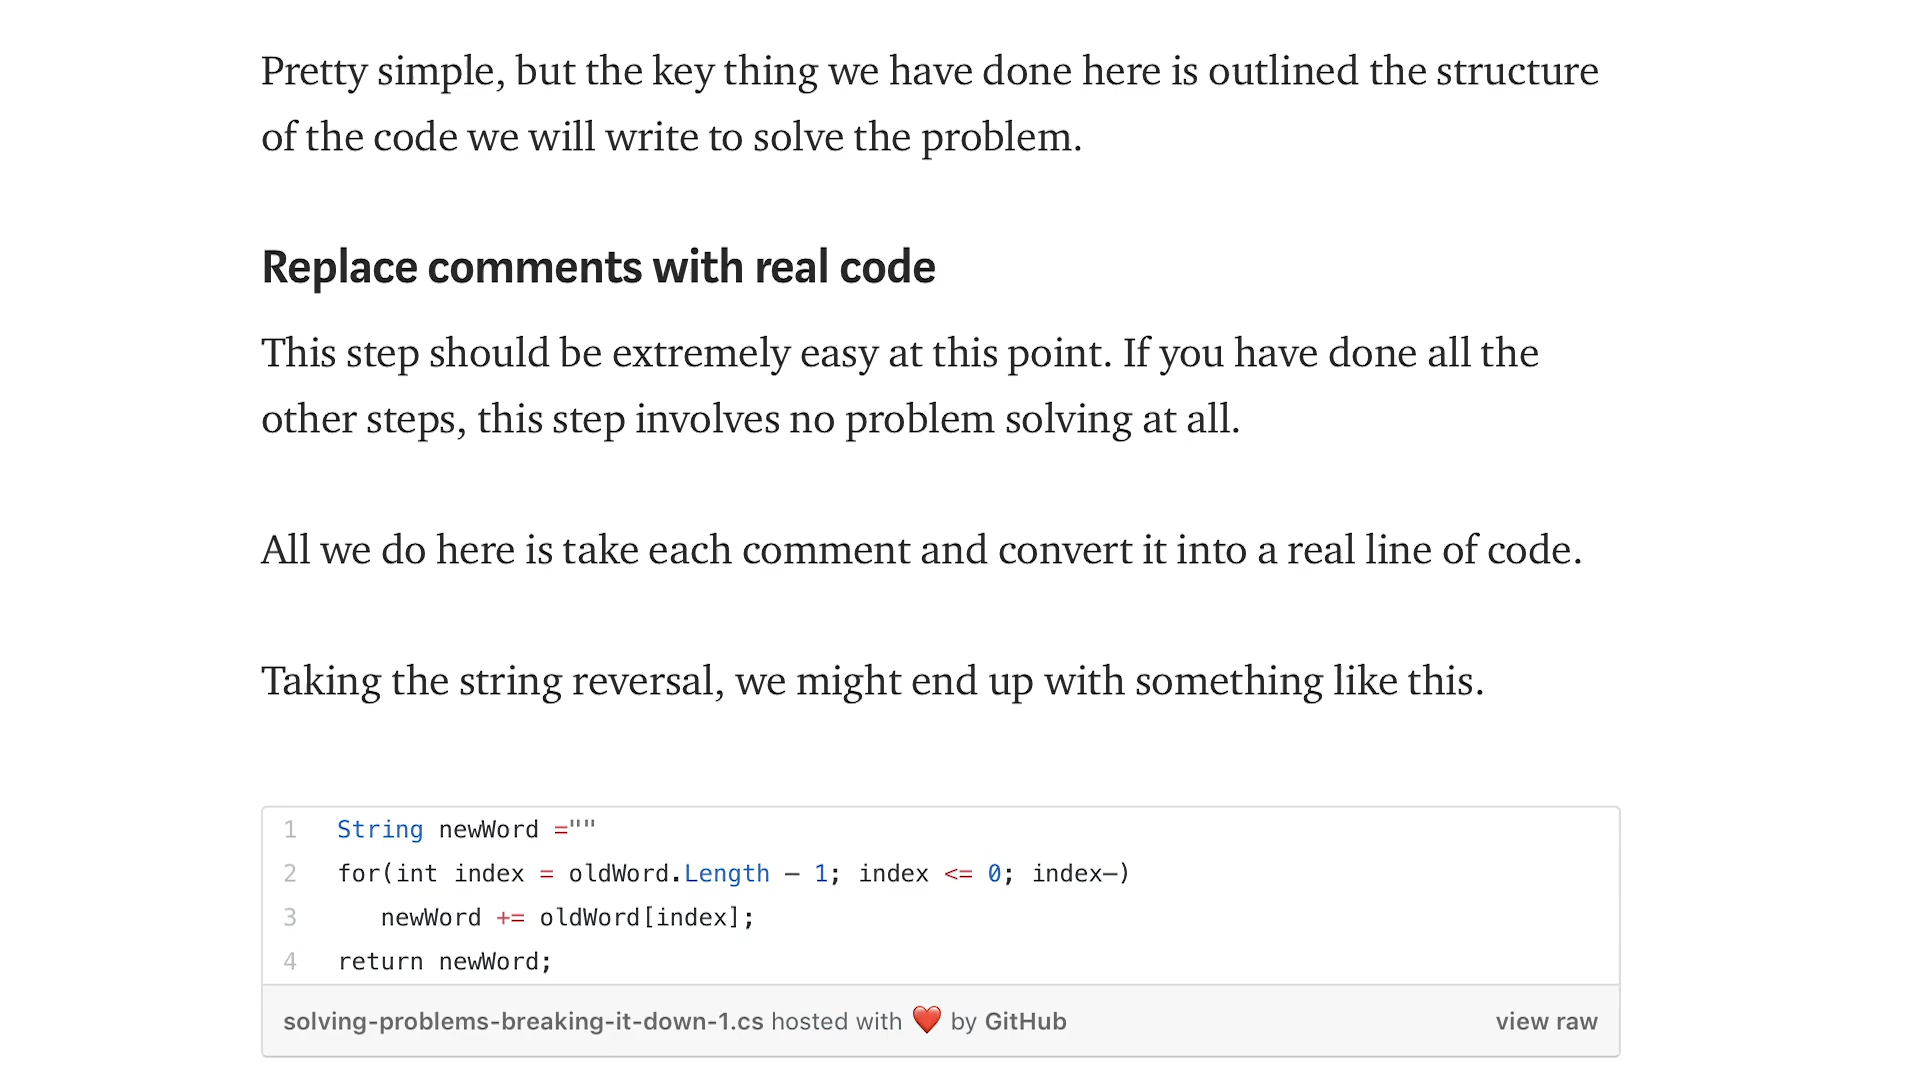 Pretty simple, but the key thing we have done here is outlined the structure
of the code we will write to solve the problem.
Replace comments with real code
This step should be extremely easy at this point. If you have done all the
other steps, this step involves no problem solving at all.
All we do here is take each comment and convert it into a real line of code.
Taking the string reversal, we might end up with something like this.
1 String newWord =""
2 for(int index = oldWord.Length – 1; index <= 0; index–)
3 newWord += oldWord[index];
4 return newWord;
solving-problems-breaking-it-down-1.cs hosted with ❤ by GitHub view raw